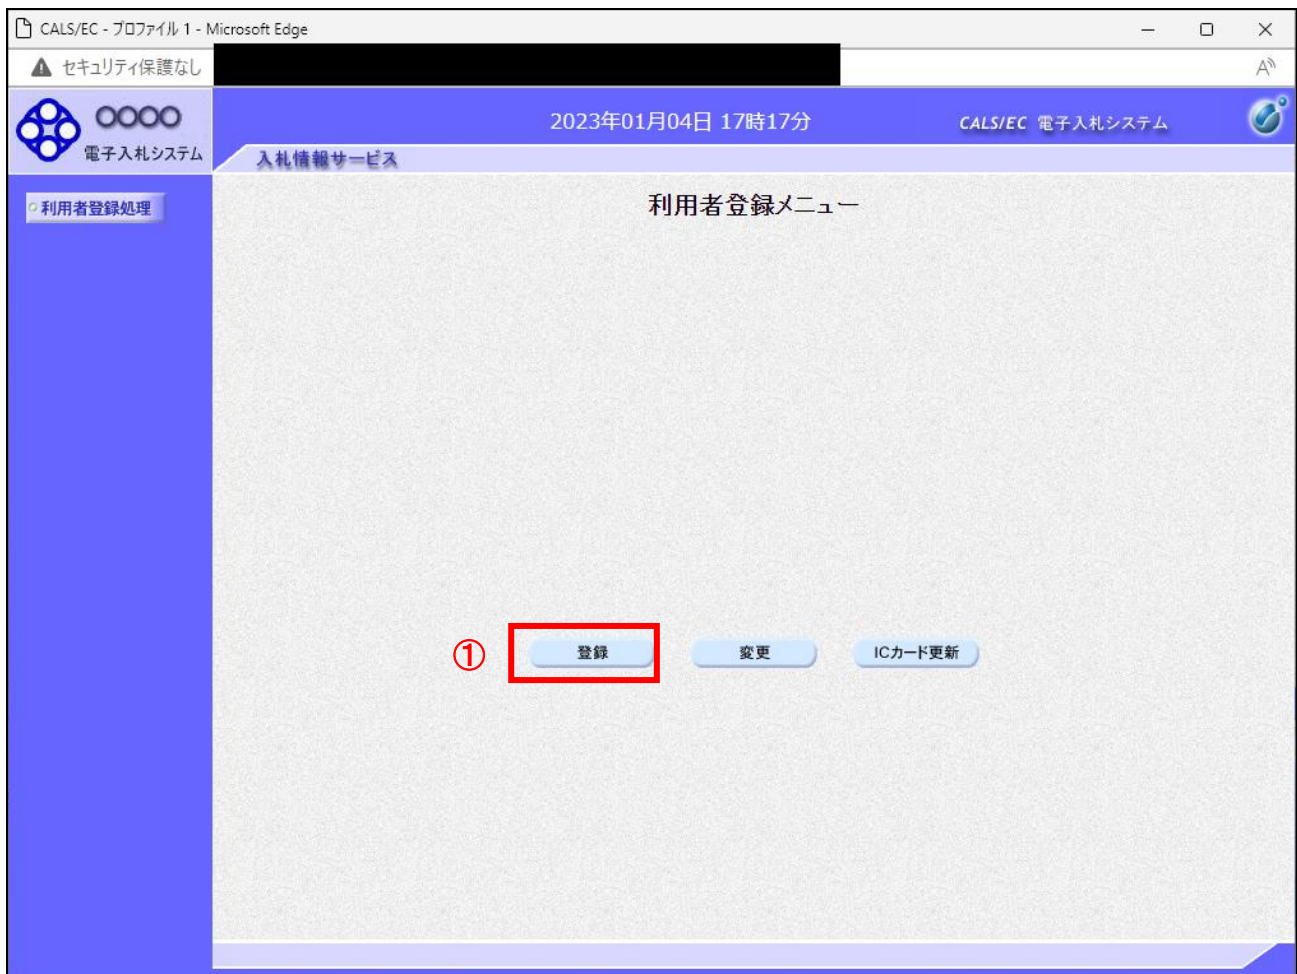 CALS/EC - プロファイル 1 - Microsoft Edge
セキュリティ保護なし
OOOO
電子入札システム
2023年01月04日 17時17分
CALS/EC 電子入札システム
入札情報サービス
利用者登録処理
利用者登録メニュー
① 登録 変更 ICカード更新